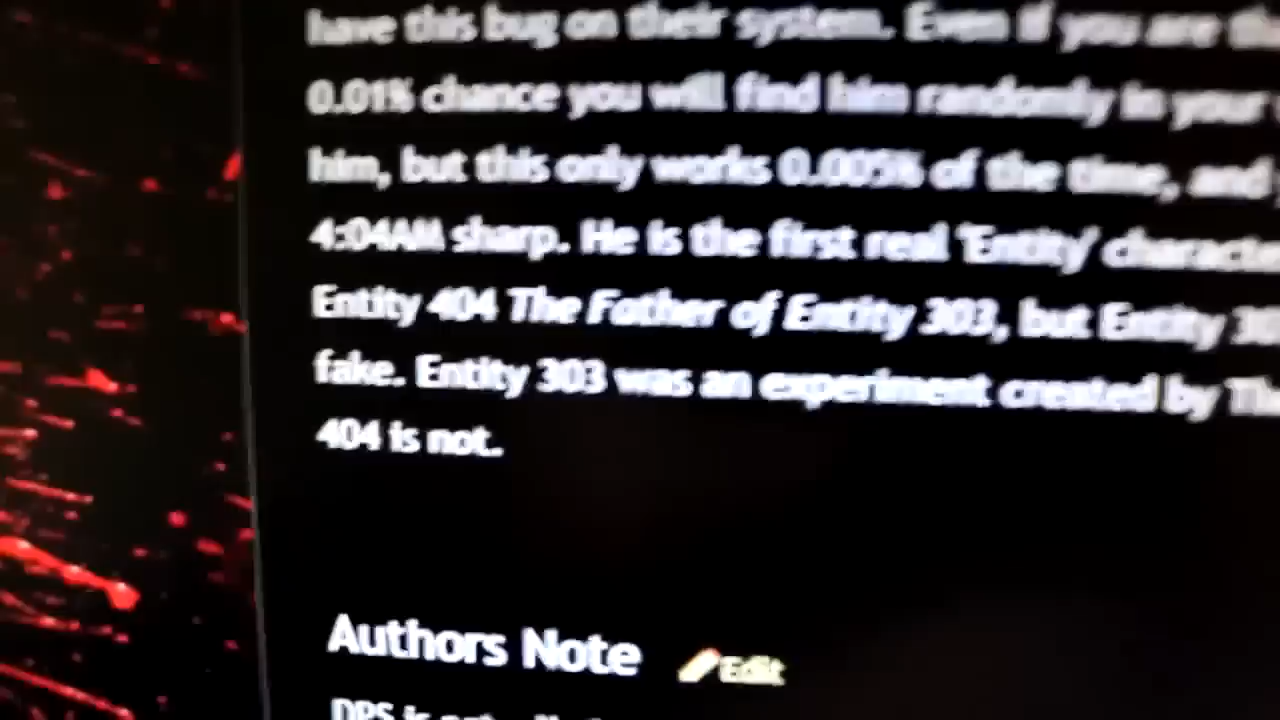 have this bug on their system. Even if you are
0.01% chance you will find him randomly in your
him, but this only works 0.005% of the time, and
4:04AM sharp. He is the first real 'Entity'
Entity 404 The Father of Entity 303, but Entity
fake. Entity 303 was an experiment created by
404 is not.
Authors Note Edit
DPS is